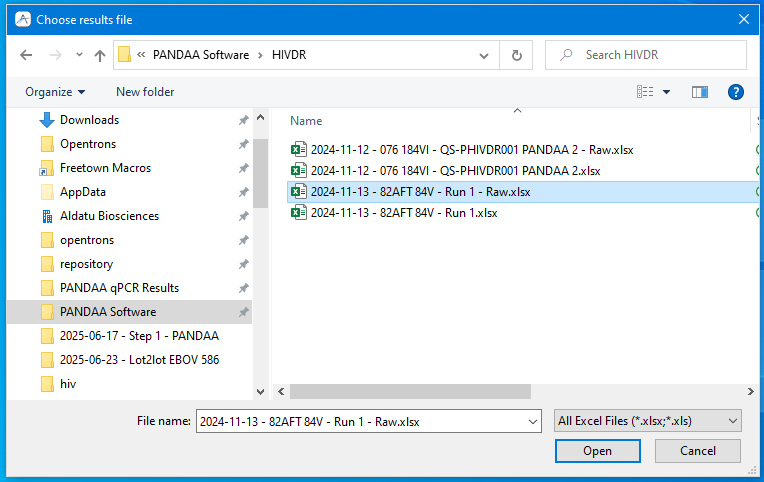 Choose results file
« PANDAA Software > HIVDR
Search HIVDR
Organize
New folder
Downloads
Opentrons
Freetown Macros
AppData
Aldatu Biosciences
opentrons
repository
PANDAA qPCR Results
PANDAA Software
2025-06-17 - Step 1 - PANDAA
2025-06-23 - Lot2lot EBOV 586
hiv
Name
2024-11-12 - 076 184VI - QS-PHIVDR001 PANDAA 2 - Raw.xlsx
2024-11-12 - 076 184VI - QS-PHIVDR001 PANDAA 2.xlsx
2024-11-13 - 82AFT 84V - Run 1 - Raw.xlsx
2024-11-13 - 82AFT 84V - Run 1.xlsx
File name:
2024-11-13 - 82AFT 84V - Run 1 - Raw.xlsx
All Excel Files (*.xlsx;*.xls)
Open
Cancel